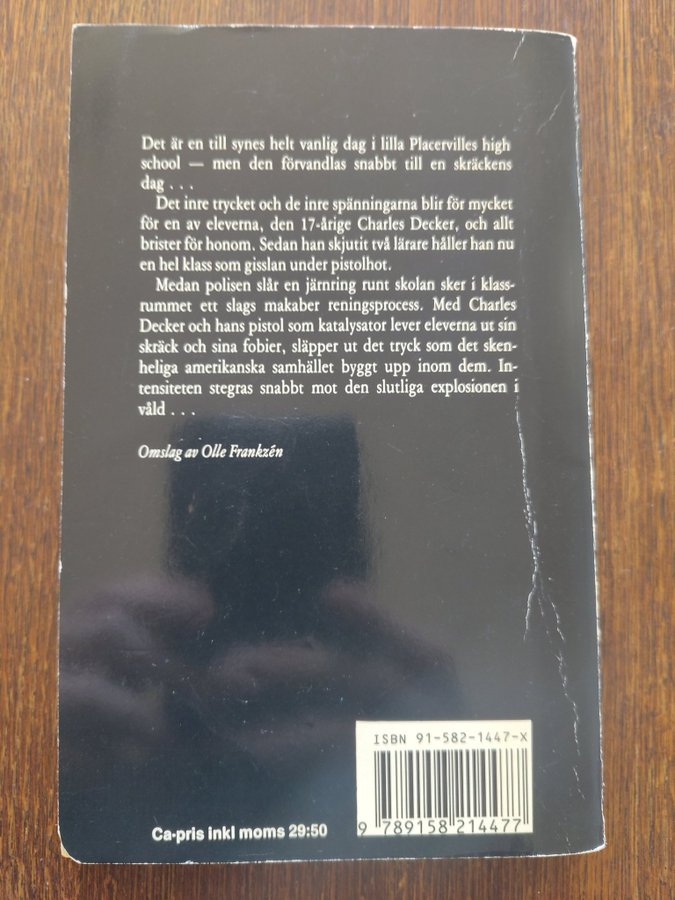 Det är en till synes helt vanlig dag i lilla Placervilles high
school — men den förvandlas snabbt till en skräckens
dag . . .
Det inre trycket och de inre spänningarna blir för mycket
för en av eleverna, den 17-årige Charles Decker, och allt
brister för honom. Sedan han skjutit två lärare håller han nu
en hel klass som gisslan under pistolhot.
Medan polisen slår en järnring runt skolan sker i klass-
rummet ett slags makaber reningsprocess. Med Charles
Decker och hans pistol som katalysator lever eleverna ut sin
skräck och sina fobier, släpper ut det tryck som det sken-
heliga amerikanska samhället byggt upp inom dem. In-
tensiteten stegras snabbt mot den slutliga explosionen i
våld . . .
Omslag av Olle Frankzén
ISBN 91-582-1447-X
9 789158 214477
Ca-pris inkl moms 29:50